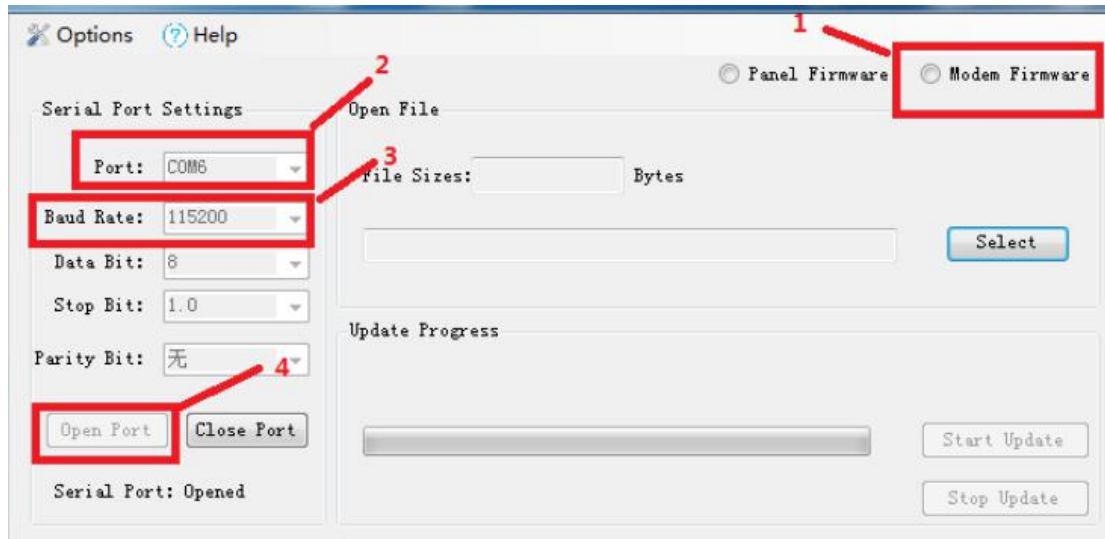 Options Help
1
Panel Firmware Modem Firmware
2
Serial Port Settings
Port: COM6
3
Baud Rate: 115200
Data Bit: 8
Stop Bit: 1.0
Parity Bit: 无
4
Open Port Close Port
Serial Port: Opened
Open File
File Sizes: Bytes
Select
Update Progress
Start Update
Stop Update